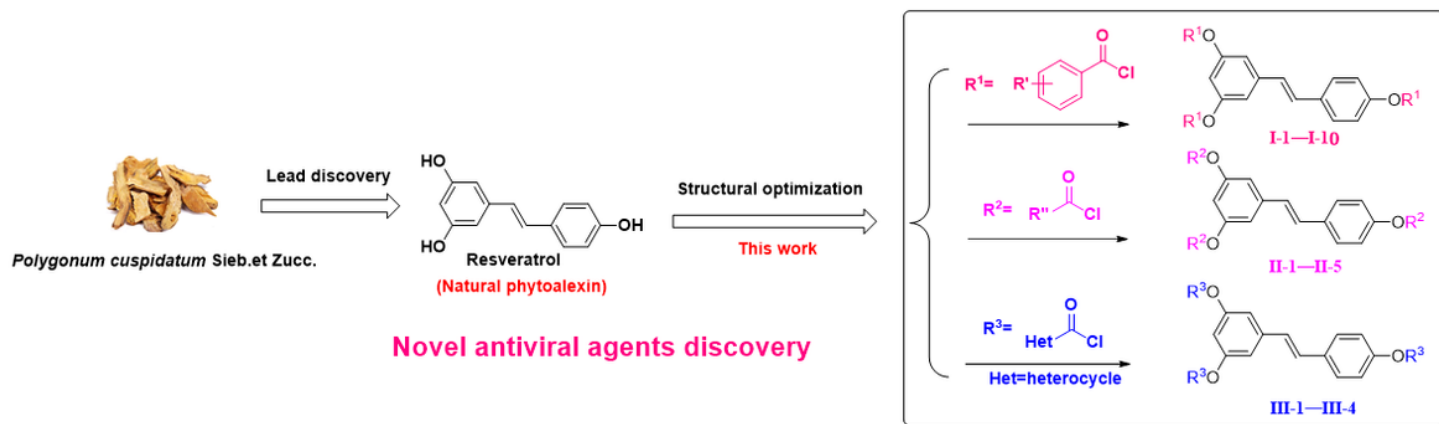 Lead discovery
Polygonum cuspidatum Sieb.et Zucc.
HO
HO
OH
Resveratrol
(Natural phytoalexin)
Structural optimization
This work
Novel antiviral agents discovery
R¹=
R'
O
Cl
R¹O
R¹O
OR¹
I-1—I-10
R²=
R''
O
Cl
R²O
R²O
OR²
II-1—II-5
R³=
Het
O
Cl
Het=heterocycle
R³O
R³O
OR³
III-1—III-4